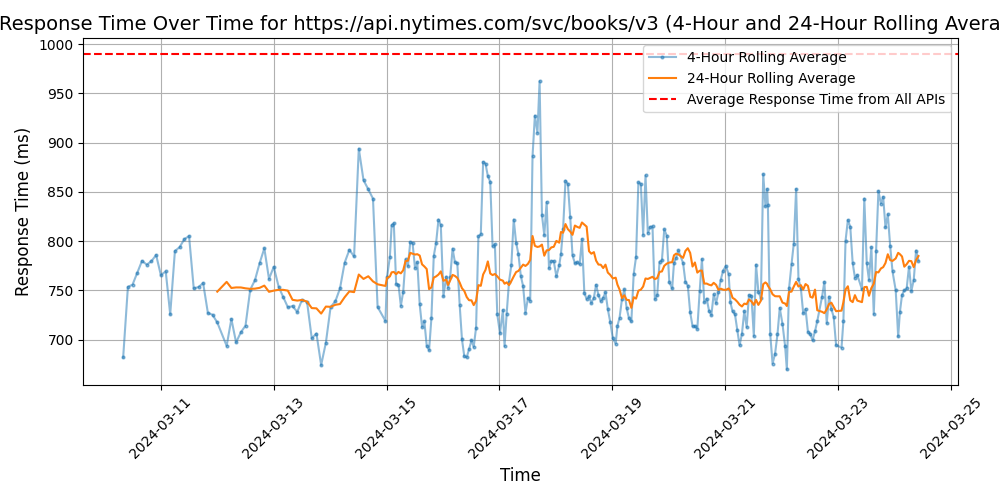 Response Time Over Time for https://api.nytimes.com/svc/books/v3 (4-Hour and 24-Hour Rolling Avera
1000
950
900
850
800
750
700
Response Time (ms)
4-Hour Rolling Average
24-Hour Rolling Average
Average Response Time from All APIs
2024-03-11
2024-03-13
2024-03-15
2024-03-17
2024-03-19
2024-03-21
2024-03-23
2024-03-25
Time